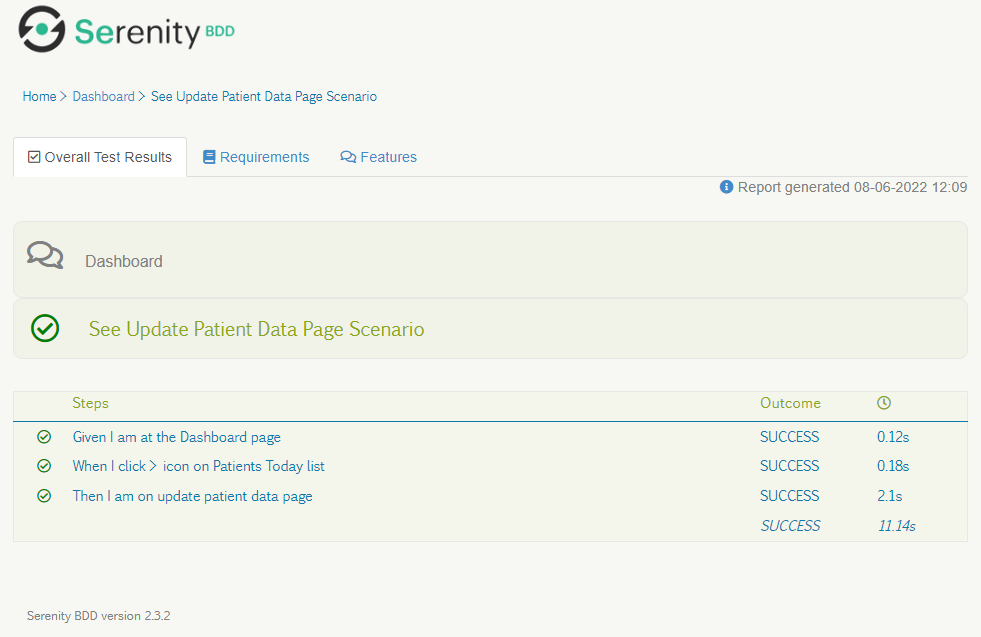 Serenity BDD
Home > Dashboard > See Update Patient Data Page Scenario
Overall Test Results Requirements Features
Report generated 08-06-2022 12:09
Dashboard
See Update Patient Data Page Scenario
Steps Outcome
Given I am at the Dashboard page SUCCESS 0.12s
When I click > icon on Patients Today list SUCCESS 0.18s
Then I am on update patient data page SUCCESS 2.1s
SUCCESS 11.14s
Serenity BDD version 2.3.2